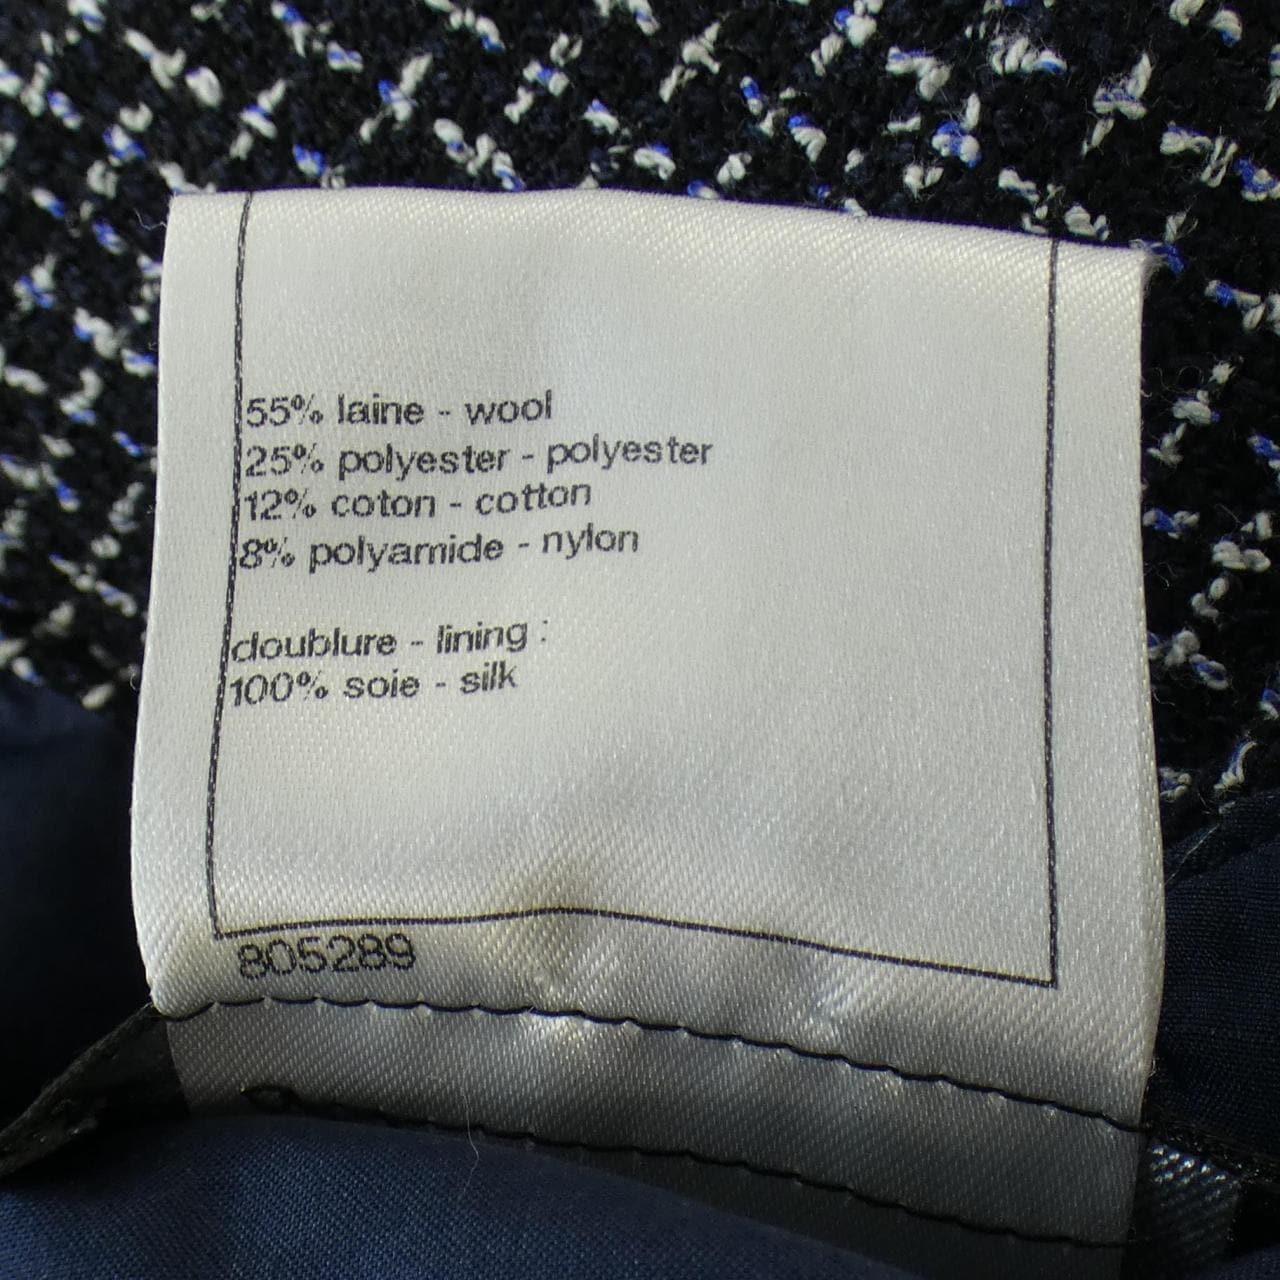 55% laine - wool
25% polyester - polyester
12% coton - cotton
8% polyamide - nylon
doublure - lining :
100% soie - silk
805289